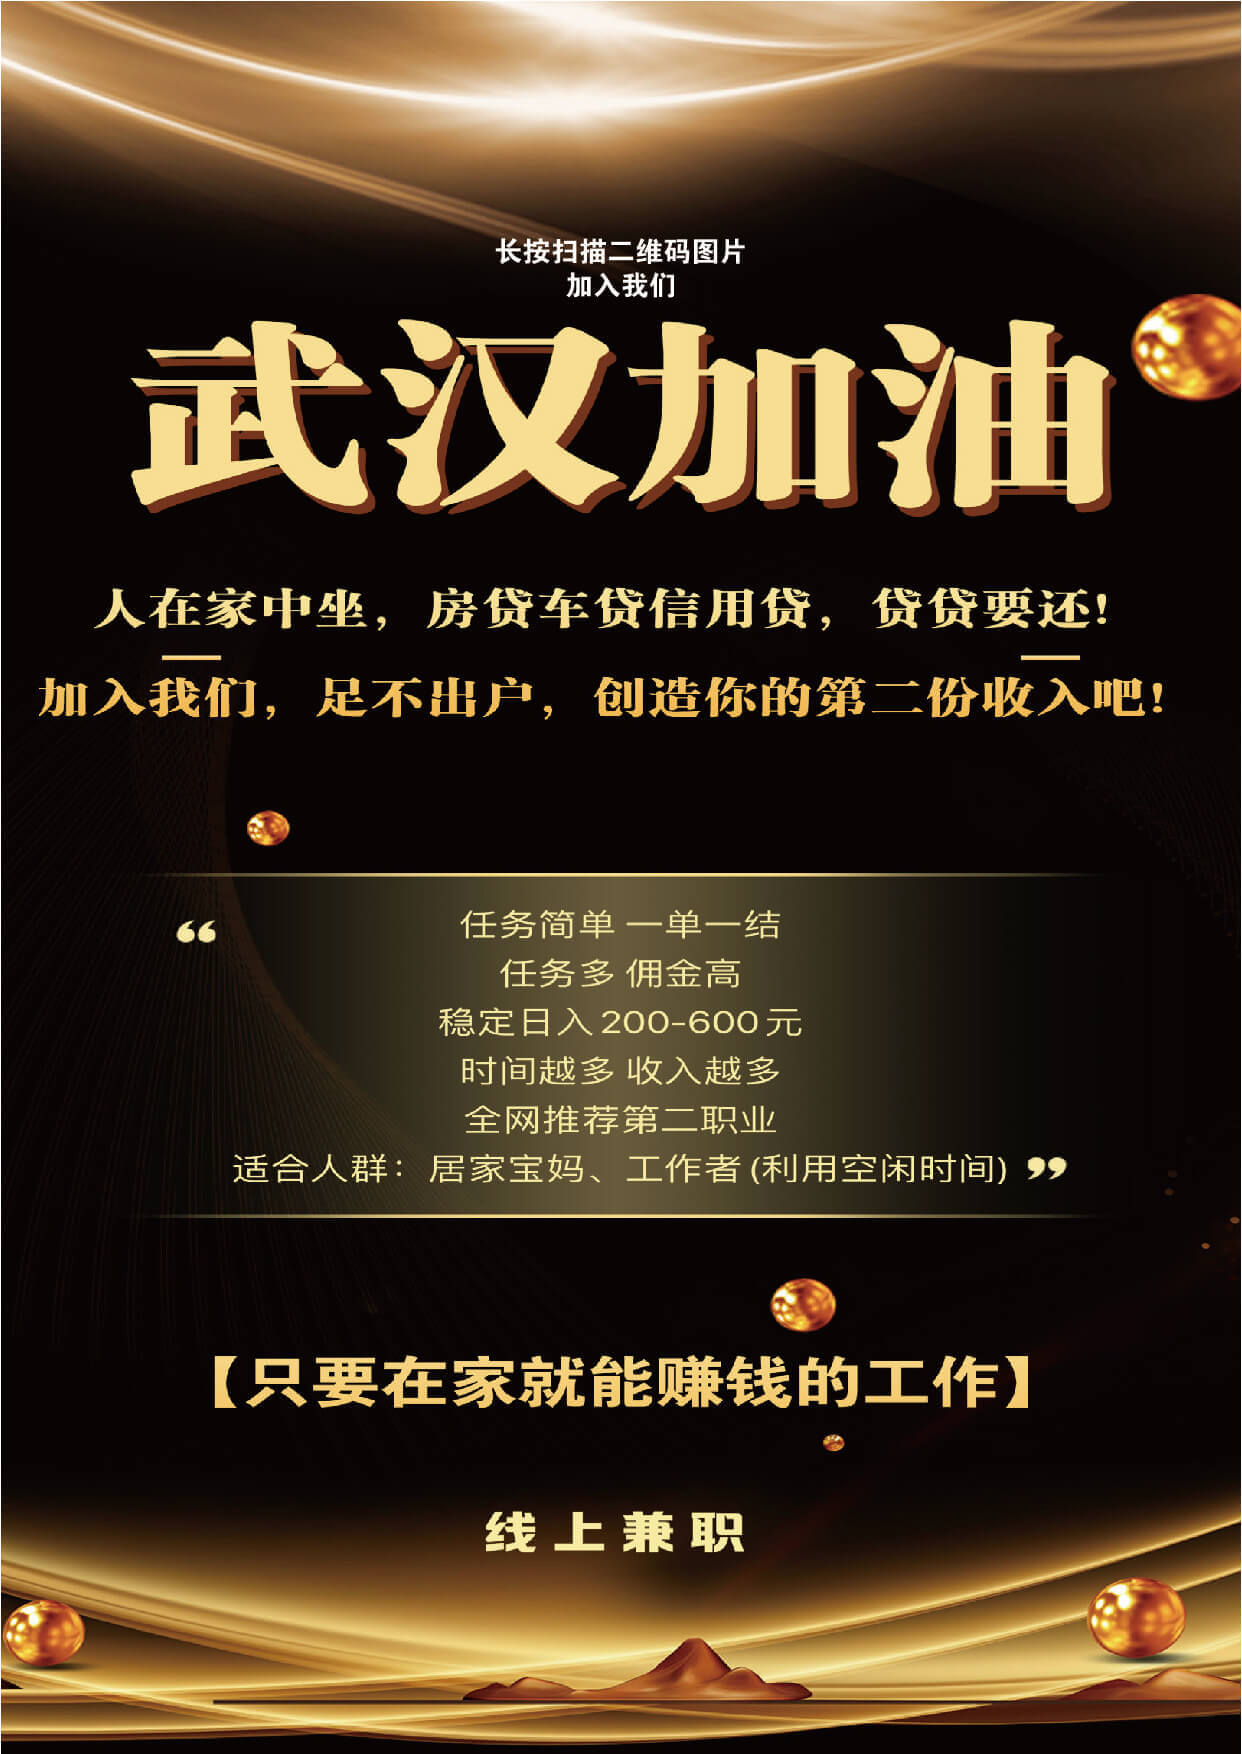 长按扫描二维码图片
加入我们
武汉加油
人在家中坐，房贷车贷信用贷，贷贷要还！
加入我们，足不出户，创造你的第二份收入吧！
“
任务简单 一单一结
任务多 佣金高
稳定日入200-600元
时间越多 收入越多
全网推荐第二职业
适合人群：居家宝妈、工作者(利用空闲时间) ”
【只要在家就能赚钱的工作】
线上兼职